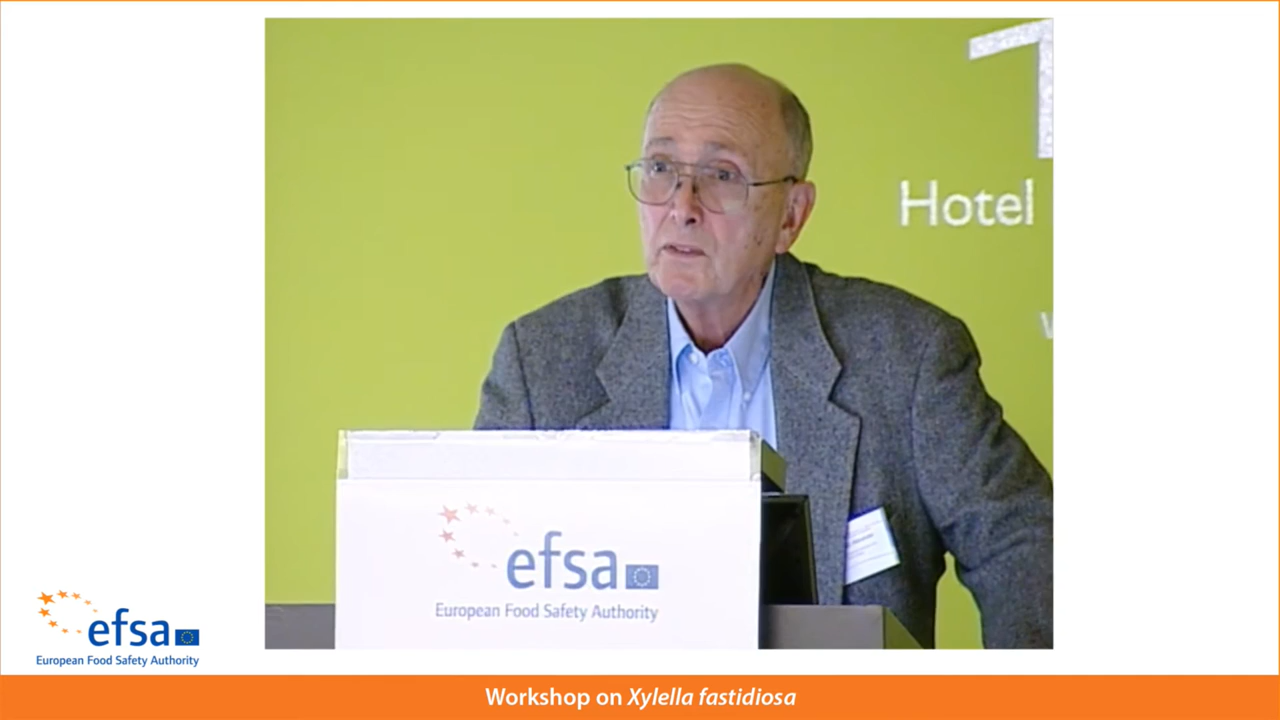 Hotel
efsa
European Food Safety Authority
efsa
European Food Safety Authority
Workshop on Xylella fastidiosa